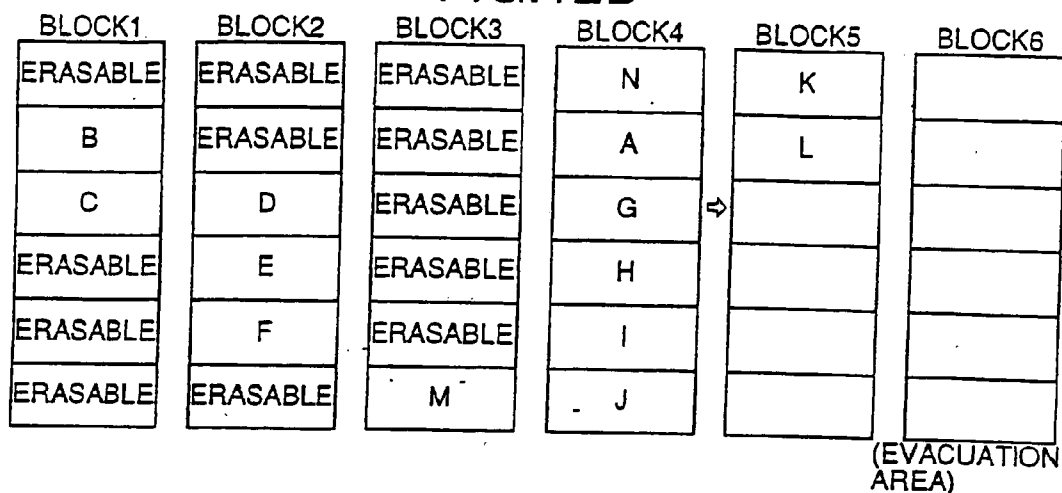 BLOCK1 BLOCK2 BLOCK3 BLOCK4 BLOCK5 BLOCK6
ERASABLE ERASABLE ERASABLE N K
B ERASABLE ERASABLE A L
C D ERASABLE G ⇨
ERASABLE E ERASABLE H
ERASABLE F ERASABLE I
ERASABLE ERASABLE M J
(EVACUATION
AREA)